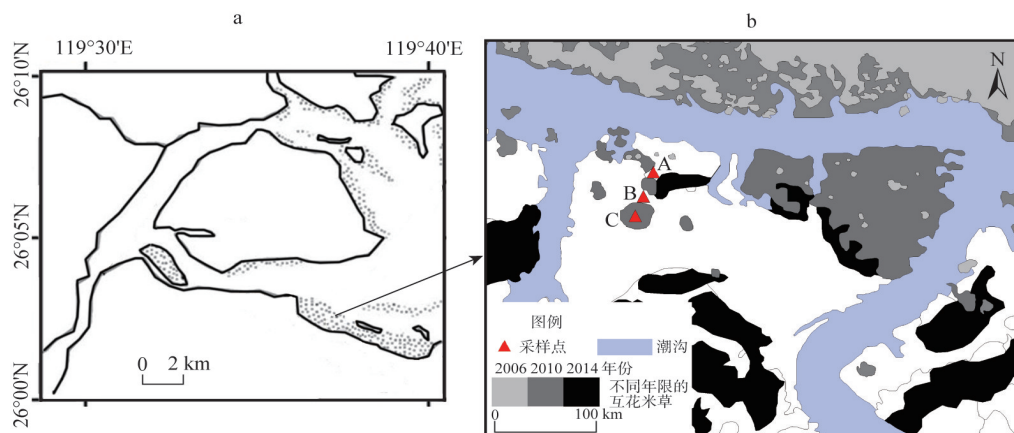 a
119°30'E
119°40'E
26°10'N
26°05'N
26°00'N
0 2 km
b
N
A
B
C
图例
采样点
潮沟
2006 2010 2014 年份
不同年限的
互花米草
0
100 km